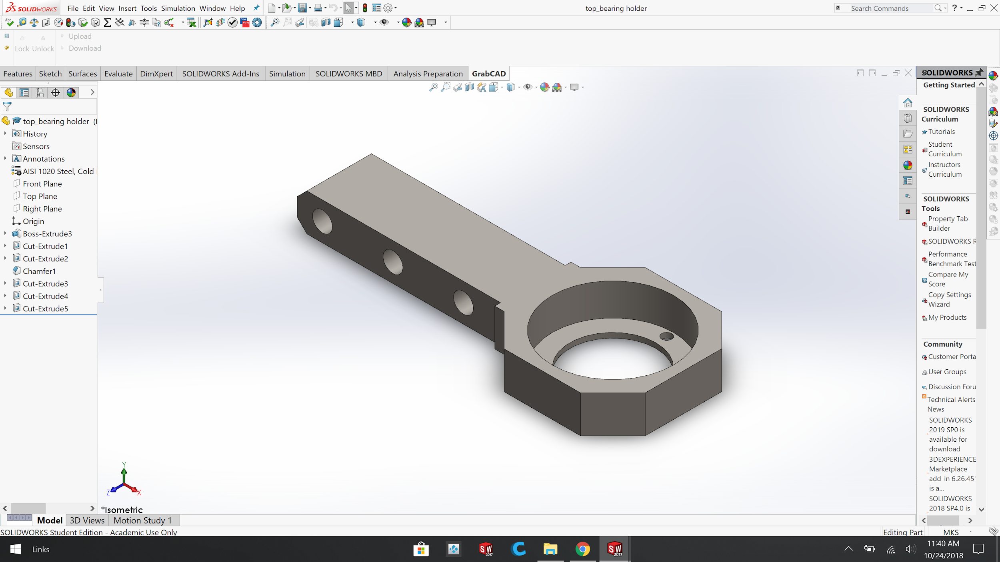 SOLIDWORKS File Edit View Insert Tools Simulation Window Help
top_bearing holder
Search Commands
?
Lock Unlock
Upload
Download
Features Sketch Surfaces Evaluate DimXpert SOLIDWORKS Add-Ins Simulation SOLIDWORKS MBD Analysis Preparation GrabCAD
top_bearing holder (
History
Sensors
Annotations
AISI 1020 Steel, Cold
Front Plane
Top Plane
Right Plane
Origin
Boss-Extrude3
Cut-Extrude1
Cut-Extrude2
Chamfer1
Cut-Extrude3
Cut-Extrude4
Cut-Extrude5
Y
Z
X
*Isometric
SOLIDWORKS
Getting Started
SOLIDWORKS
Curriculum
Tutorials
Student
Curriculum
Instructors
Curriculum
SOLIDWORKS
Tools
Property Tab
Builder
SOLIDWORKS R
Performance
Benchmark Test
Compare My
Score
Copy Settings
Wizard
My Products
Community
Customer Porta
User Groups
Discussion Foru
Technical Alerts
News
SOLIDWORKS
2019 SP0 is
available for
download
3DEXPERIENCE
Marketplace
add-in 6.26.45
is a...
SOLIDWORKS
2018 SP4.0 is
Model 3D Views Motion Study 1
SOLIDWORKS Student Edition - Academic Use Only
Editing Part
MKS
Links
SW
2017
SW
2017
11:40 AM
10/24/2018